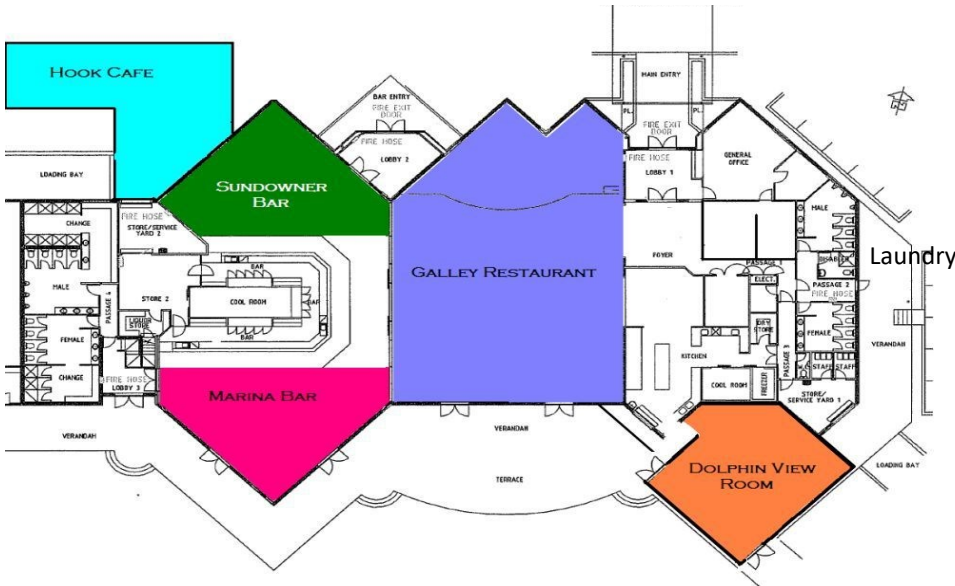 HOOK CAFE
MAIN ENTRY
BAR ENTRY
FIRE EXIT
DOOR
PL.
PL.
FIRE EXIT
DOOR
FIRE HOSE
LOBBY 2
FIRE HOSE
LOBBY 1
GENERAL
OFFICE
LOADING BAY
SUNDOWNER
BAR
CHANGE
FIRE HOSE
STORE/SERVICE
YARD 2
MALE
FOYER
PASSAGE 1
DISABLED
Laundry
GALLEY RESTAURANT
BAR
ELECT.
PASSAGE 2
FIRE HOSE
MALE
PASSAGE 4
STORE 2
COOL ROOM
BAR
LIQUOR
STORE
BAR
DRY
STORE
FEMALE
FEMALE
VERANDAH
KITCHEN
PASSAGE 3
CHANGE
FIRE HOSE
LOBBY 3
COOL ROOM
FREEZER
STAFF
STAFF
MARINA BAR
STORE/
SERVICE YARD 1
VERANDAH
VERANDAH
LOADING BAY
DOLPHIN VIEW
ROOM
TERRACE